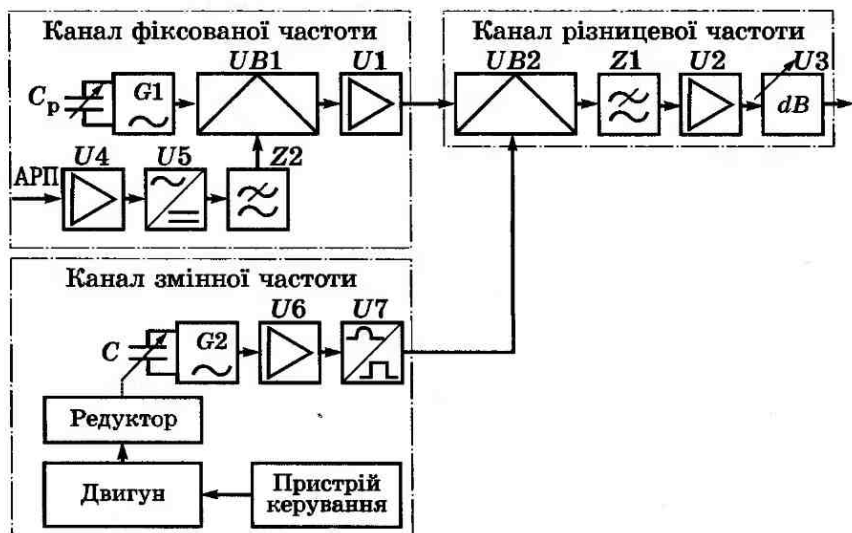 Канал фіксованої частоти
Канал різницевої частоти
UB1
U1
UB2
Z1
U2
U3
Cр
G1
dB
АРП
U4
U5
Z2
Канал змінної частоти
U6
U7
C
G2
Редуктор
Двигун
Пристрій
керування